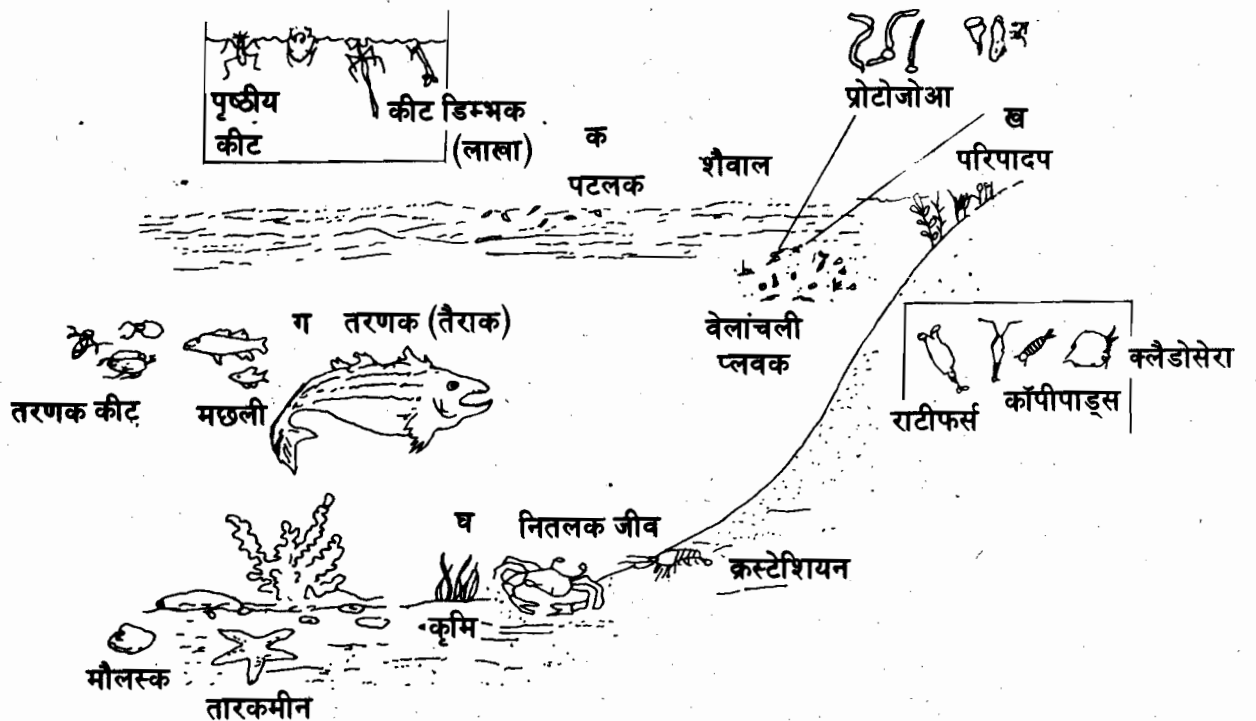 पृष्ठीय
कीट
कीट डिम्भक
(लाखा)
प्रोटोजोआ
क
पटलक
शैवाल
ख
परिपादप
वेलांचली
प्लवक
ग तरणक (तैराक)
तरणक कीट
मछली
राटीफर्स
कॉपीपाड्स
क्लैडोसेरा
घ नितलक जीव
क्रस्टेशियन
कृमि
मौलस्क
तारकमीन